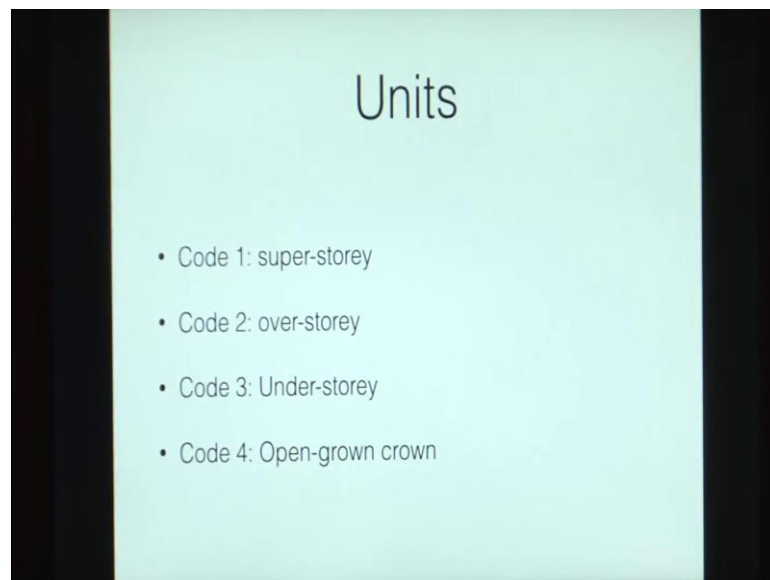 Units
• Code 1: super-storey
• Code 2: over-storey
• Code 3: Under-storey
• Code 4: Open-grown crown